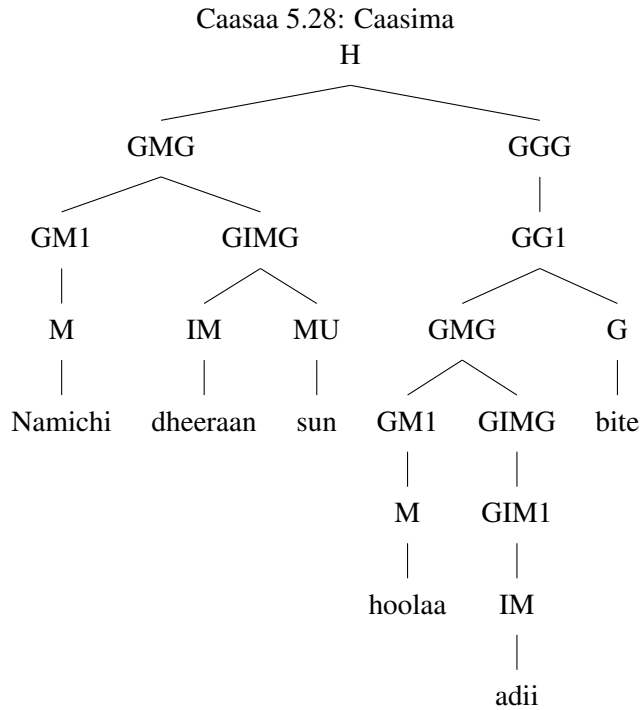 Caasaa 5.28: Caasima
H
GMG GGG
GM1 GIMG GG1
M IM MU GMG G
Namichi dheeraan sun GM1 GIMG bite
M GIM1
hoolaa IM
adii